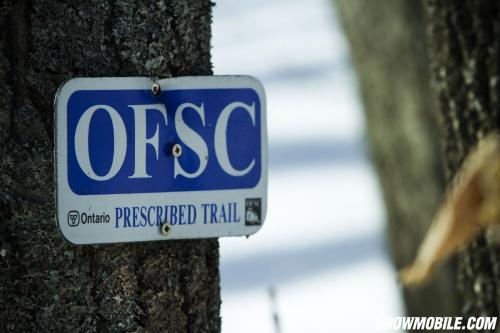 OFSC
Ontario PRESCRIBED TRAIL
SNOWMOBILE.COM